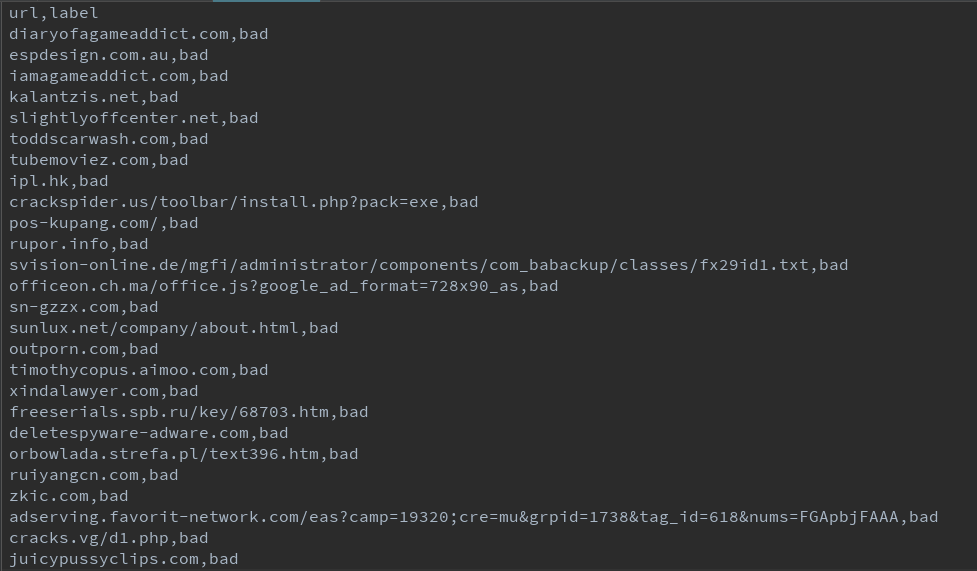 url,label
diaryofagameaddict.com,bad
espdesign.com.au,bad
iamagameaddict.com,bad
kalantzis.net,bad
slightlyoffcenter.net,bad
toddscarwash.com,bad
tubemoviez.com,bad
ipl.hk,bad
crackspider.us/toolbar/install.php?pack=exe,bad
pos-kupang.com/,bad
rupor.info,bad
svision-online.de/mgfi/administrator/components/com_babackup/classes/fx29id1.txt,bad
officeon.ch.ma/office.js?google_ad_format=728x90_as,bad
sn-gzzx.com,bad
sunlux.net/company/about.html,bad
outporn.com,bad
timothycopus.aimoo.com,bad
xindalawyer.com,bad
freeserials.spb.ru/key/68703.htm,bad
deletespyware-adware.com,bad
orbowlada.strefa.pl/text396.htm,bad
ruiyangcn.com,bad
zkic.com,bad
adserving.favorit-network.com/eas?camp=19320;cre=mu&grpid=1738&tag_id=618&nums=FGApbjFAAA,bad
cracks.vg/d1.php,bad
juicypussyclips.com,bad